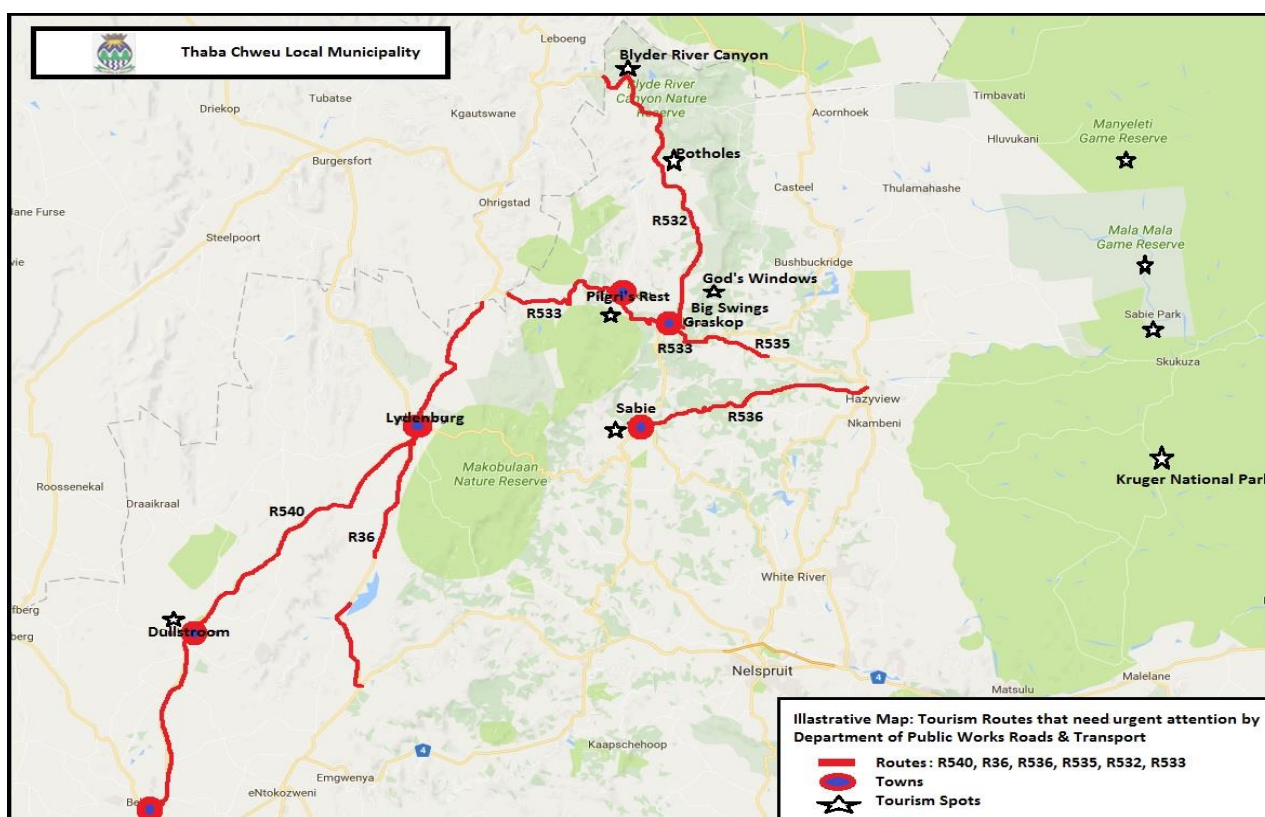 Thaba Chweu Local Municipality
Leboeng
Blyder River Canyon
Blyde River
Canyon Nature
Reserve
Timbavati
Driekop
Tubatse
Kgautswane
Acornhoek
Hluvukani
Manyeleti
Game Reserve
Burgersfort
Potholes
Casteel
Thulamahashe
Ohrigstad
Jane Furse
Steelpoort
R532
Mala Mala
Game Reserve
Bushbuckridge
God's Windows
Pilgri's Rest
Big Swings
R533
Graskop
Sabie Park
R533
R535
Skukuza
Hazyview
Lydenburg
Sabie
R536
Nkambeni
Makobulaan
Nature Reserve
Kruger National Park
Roossenekal
Draaikraal
R540
R36
White River
Dullstroom
Nelspruit
4
Malelane
Matsulu
Kaapschehoop
4
Emgwenya
eNtokozweni
Illastrative Map: Tourism Routes that need urgent attention by
Department of Public Works Roads & Transport
Routes: R540, R36, R536, R535, R532, R533
Towns
Tourism Spots